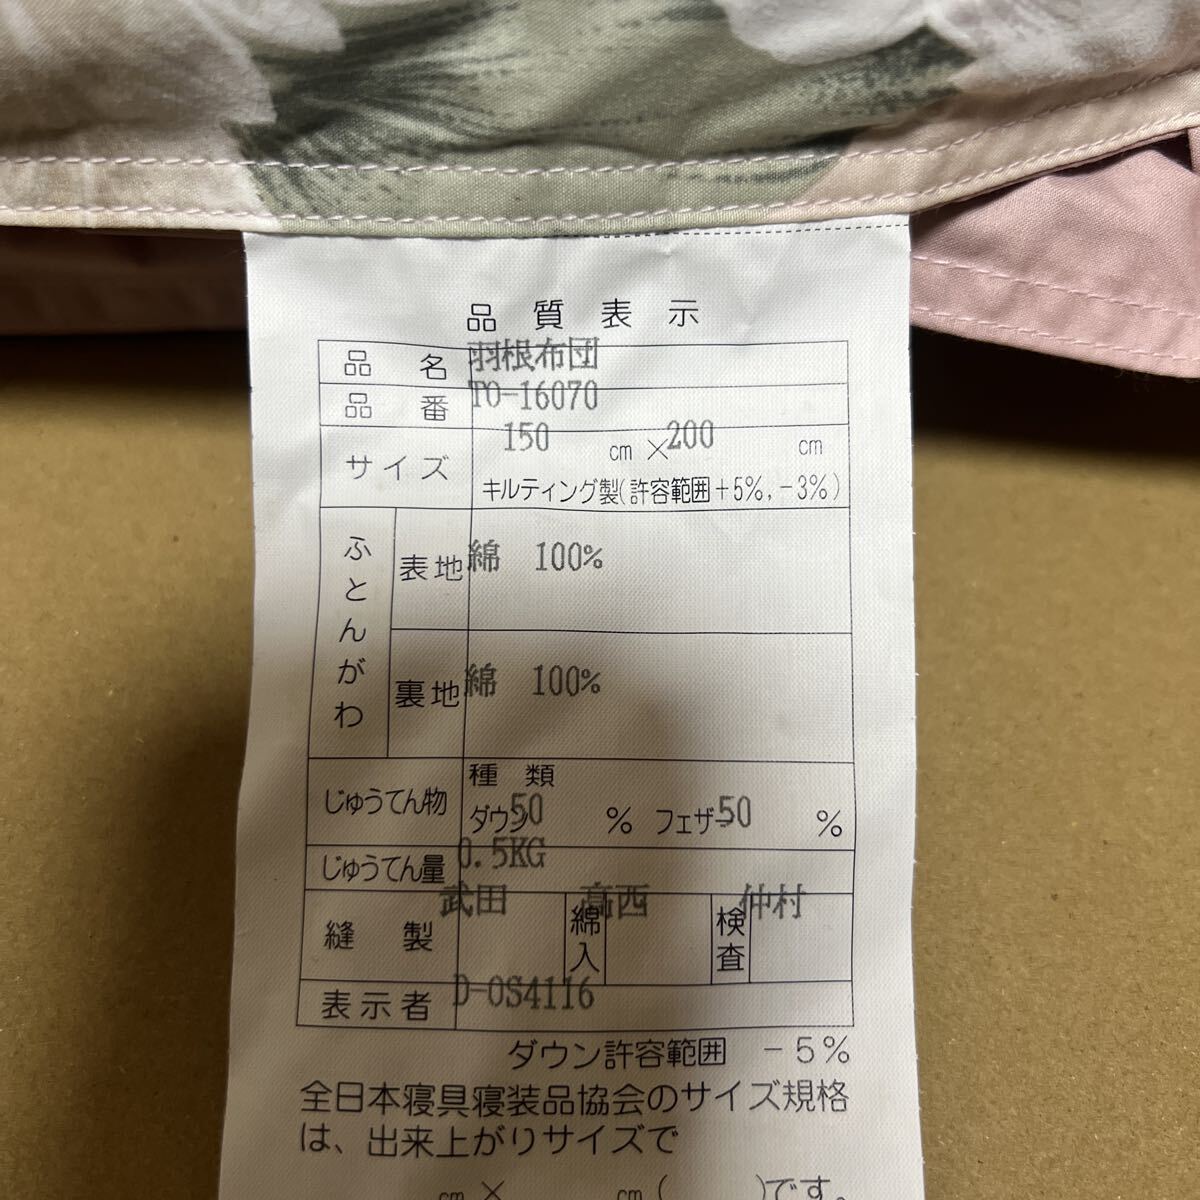 品質表示
品名 羽根布団
品番 TO-16070
サイズ 150 cm × 200 cm
キルティング製(許容範囲+5%,-3%)
ふとんがわ 表地 綿 100%
裏地 綿 100%
じゅうてん物 種類
ダウン 50 % フェザー 50 %
じゅうてん量 0.5KG
縫製 武田 綿入 高西 検査 仲村
表示者 D-OS4116
ダウン許容範囲 -5%
全日本寝具寝装品協会のサイズ規格
は、出来上がりサイズで
cm × cm ( )です。